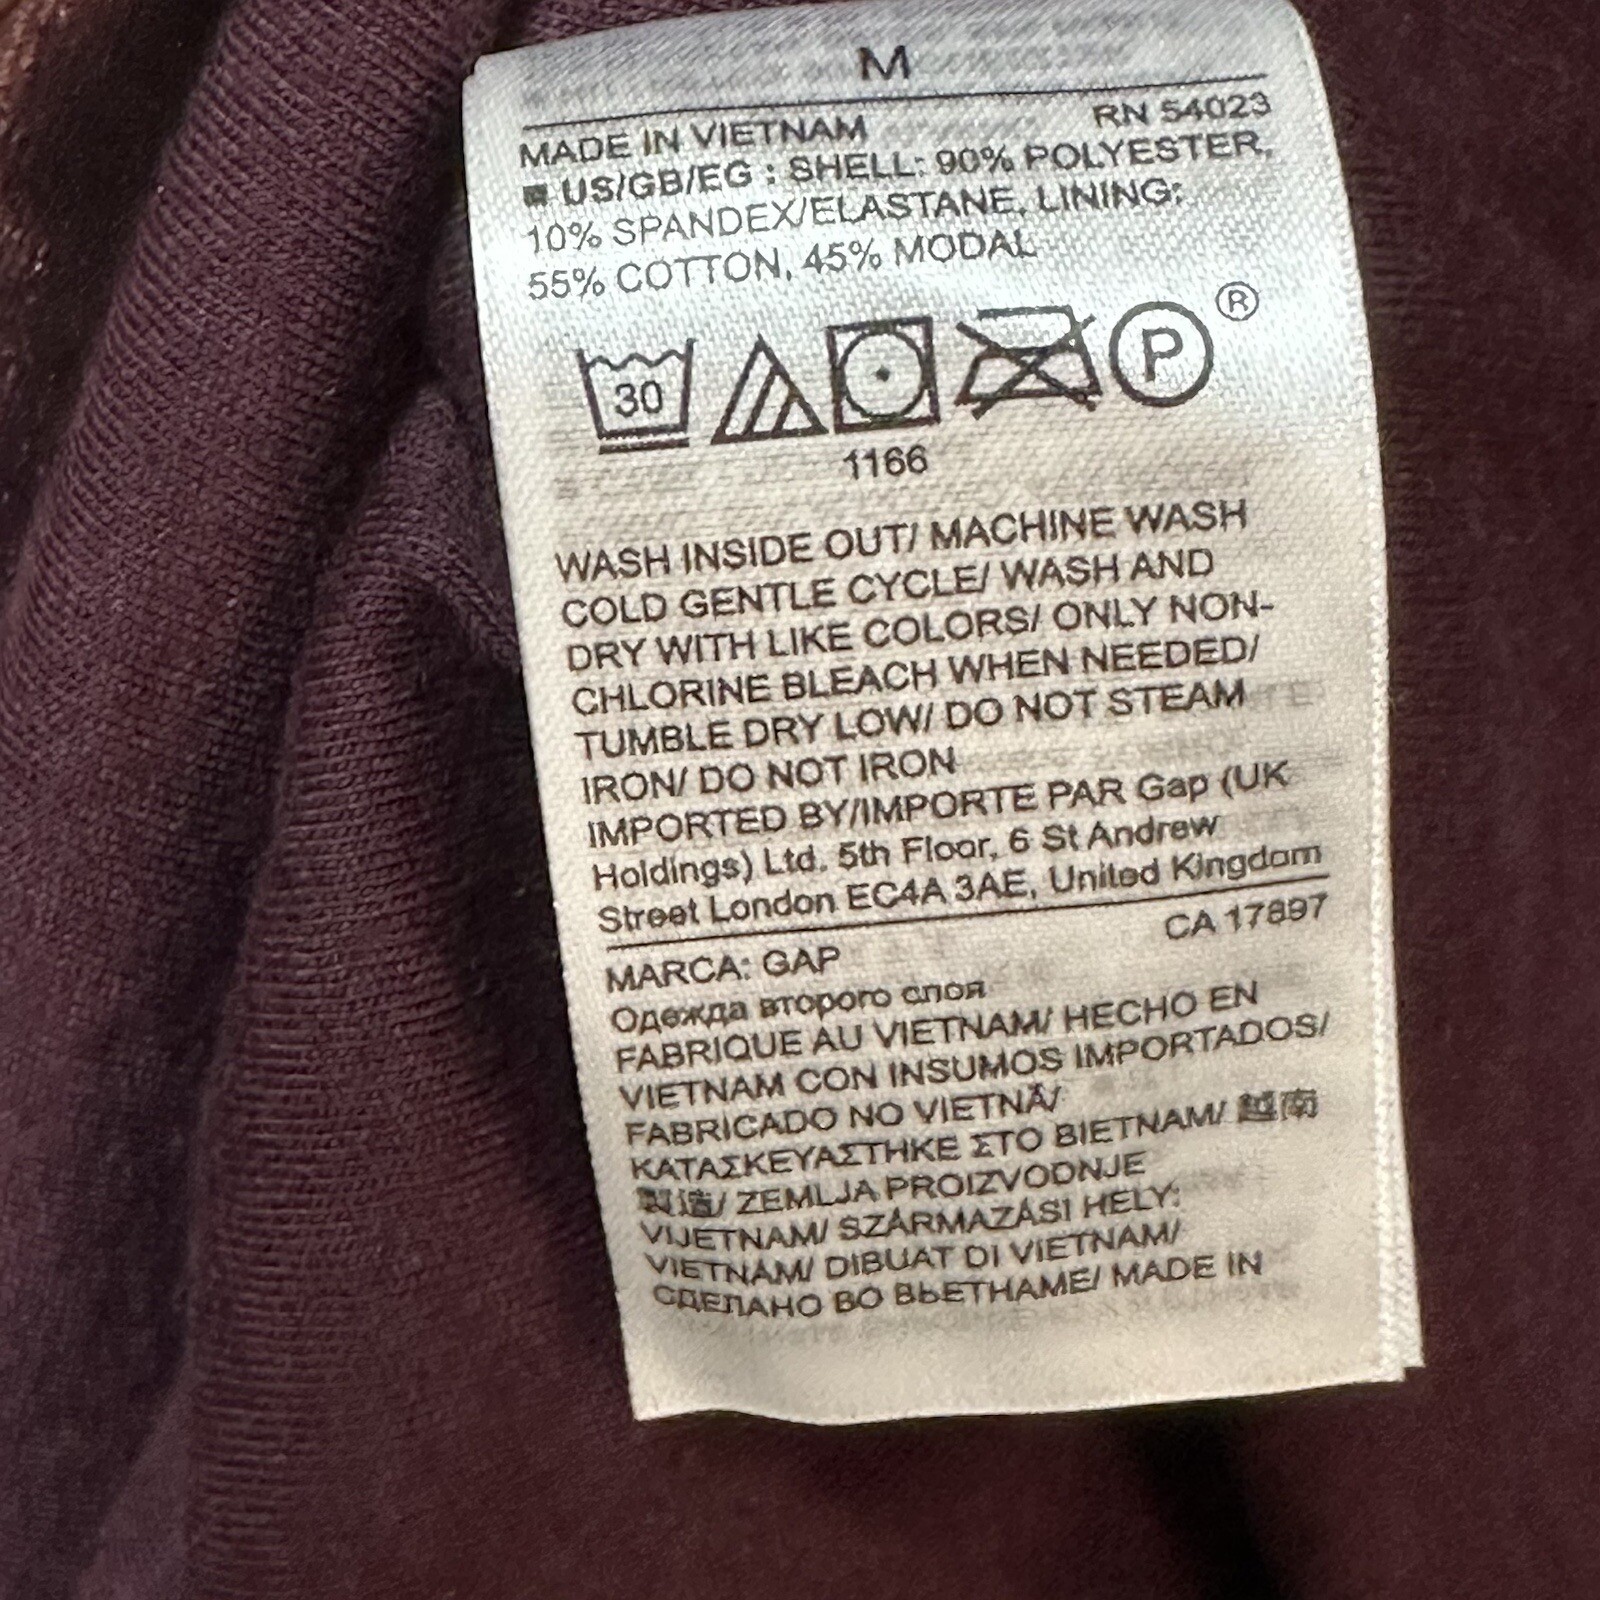 M
MADE IN VIETNAM RN 54023
■ US/GB/EG : SHELL: 90% POLYESTER,
10% SPANDEX/ELASTANE, LINING:
55% COTTON, 45% MODAL
30 P ®
1166
WASH INSIDE OUT/ MACHINE WASH
COLD GENTLE CYCLE/ WASH AND
DRY WITH LIKE COLORS/ ONLY NON-
CHLORINE BLEACH WHEN NEEDED/
TUMBLE DRY LOW/ DO NOT STEAM
IRON/ DO NOT IRON
IMPORTED BY/IMPORTE PAR Gap (UK
Holdings) Ltd. 5th Floor, 6 St Andrew
Street London EC4A 3AE, United Kingdom
CA 17897
MARCA: GAP
Одежда второго слоя
FABRIQUE AU VIETNAM/ HECHO EN
VIETNAM CON INSUMOS IMPORTADOS/
FABRICADO NO VIETNÃ/
ΚΑΤΑΣΚΕΥΑΣΤΗΚΕ ΣΤΟ ΒΙΕΤΝΑΜ/ 越南
製造/ ZEMLJA PROIZVODNJE
VIJETNAM/ SZÁRMAZÁSI HELY:
VIETNAM/ DIBUAT DI VIETNAM/
СДЕЛАНО ВО ВЬЕТНАМЕ/ MADE IN